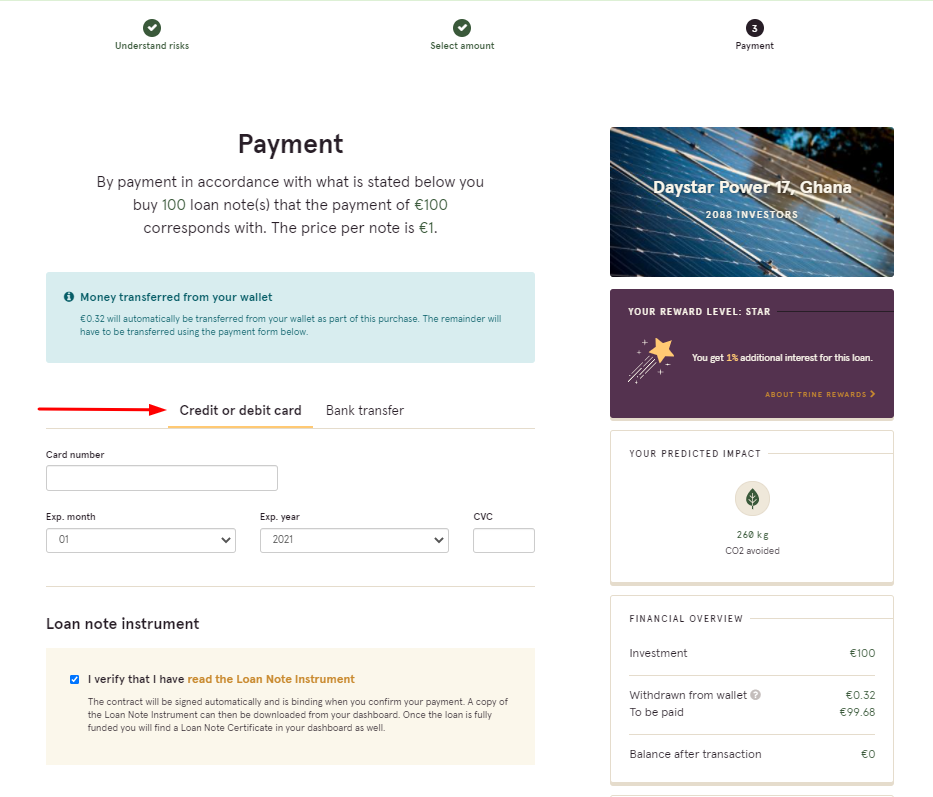 Understand risks
Select amount
3
Payment
Payment
By payment in accordance with what is stated below you
buy 100 loan note(s) that the payment of €100
corresponds with. The price per note is €1.
Money transferred from your wallet
€0.32 will automatically be transferred from your wallet as part of this purchase. The remainder will
have to be transferred using the payment form below.
Credit or debit card
Bank transfer
Card number
Exp. month
Exp. year
CVC
01
2021
Loan note instrument
I verify that I have read the Loan Note Instrument
The contract will be signed automatically and is binding when you confirm your payment. A copy of
the Loan Note Instrument can then be downloaded from your dashboard. Once the loan is fully
funded you will find a Loan Note Certificate in your dashboard as well.
Daystar Power 17, Ghana
2088 INVESTORS
YOUR REWARD LEVEL: STAR
You get 1% additional interest for this loan.
ABOUT TRINE REWARDS
YOUR PREDICTED IMPACT
260 kg
CO2 avoided
FINANCIAL OVERVIEW
Investment €100
Withdrawn from wallet ? €0.32
To be paid €99.68
Balance after transaction €0